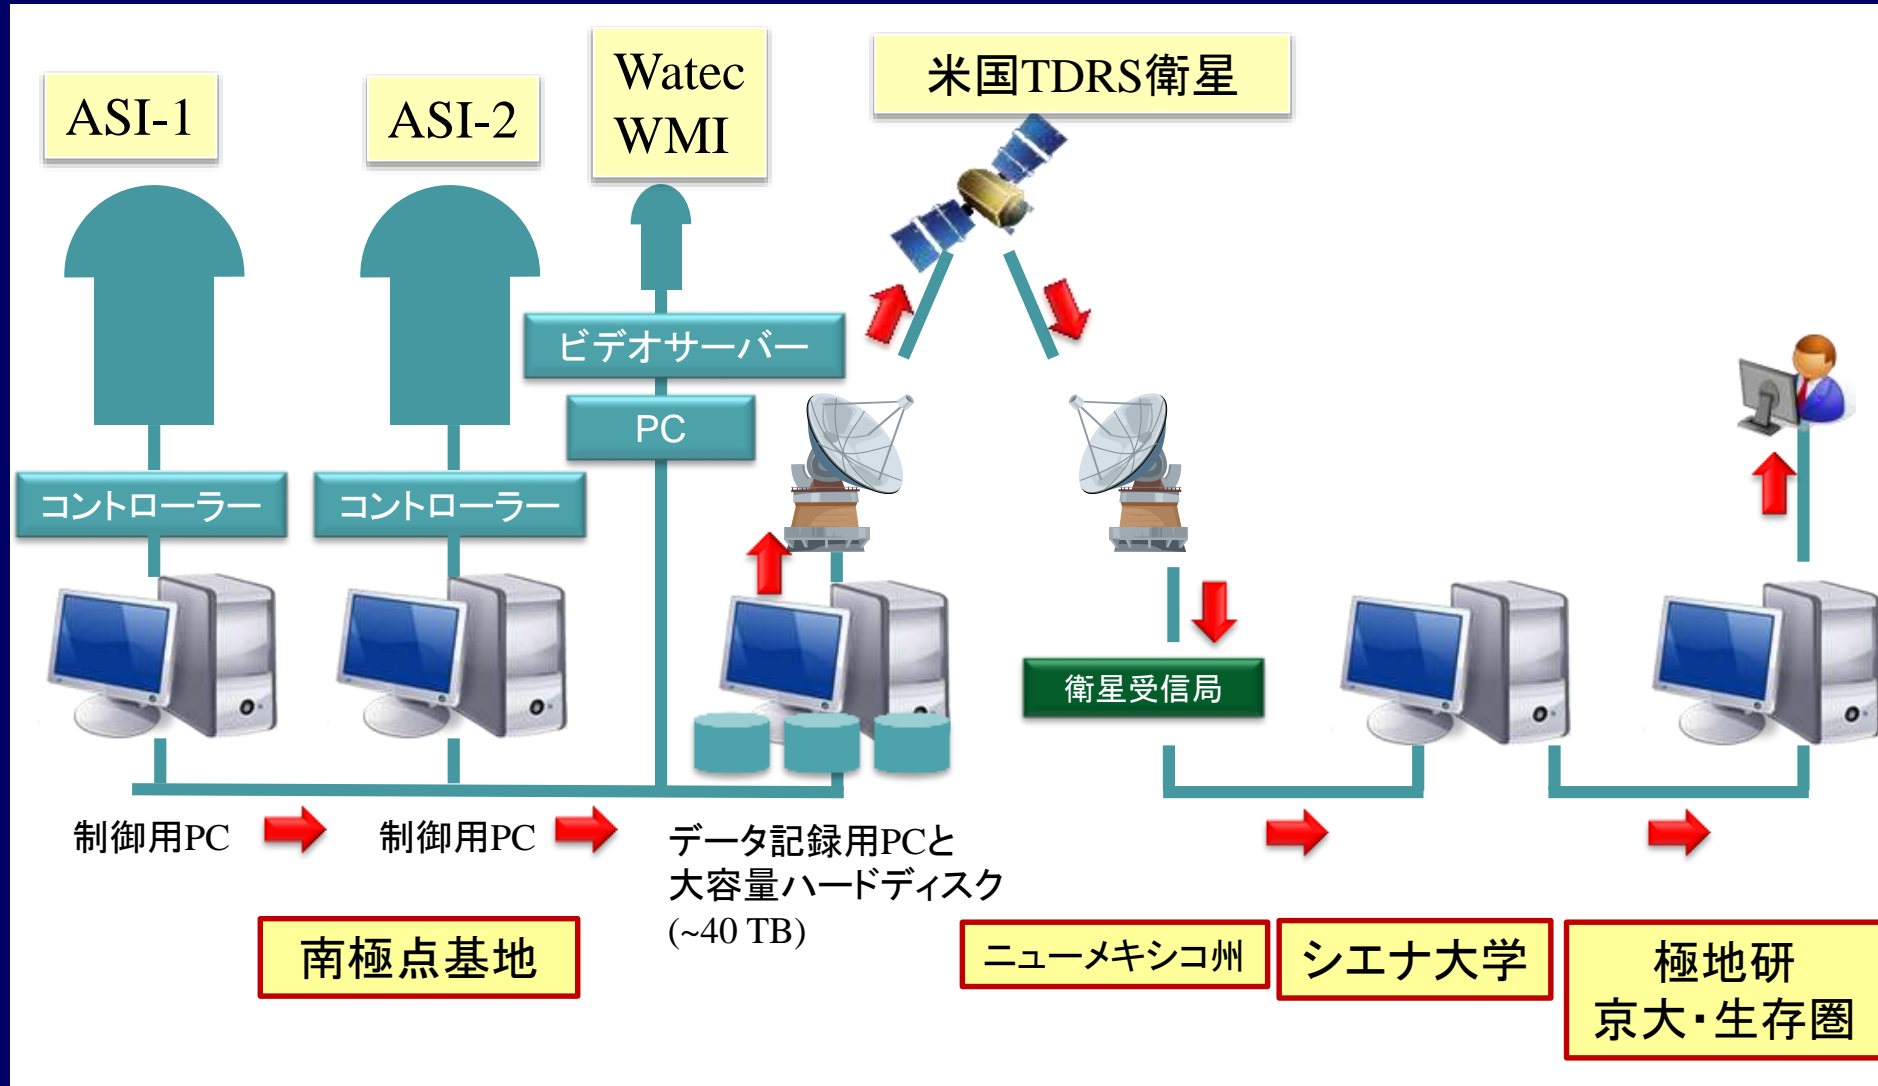 ASI-1
ASI-2
Watec
WMI
米国TDRS衛星
ビデオサーバー
PC
コントローラー
コントローラー
衛星受信局
制御用PC
制御用PC
データ記録用PCと
大容量ハードディスク
(~40 TB)
南極点基地
ニューメキシコ州
シエナ大学
極地研
京大・生存圏